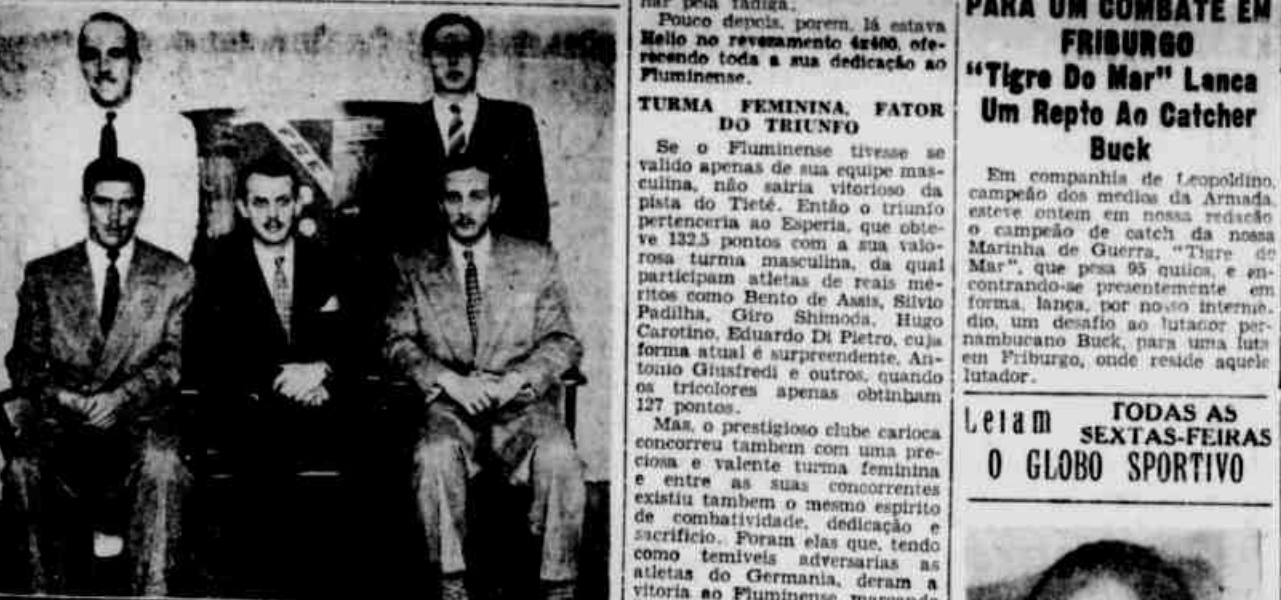 nar pela fadiga.
Pouco depois, porem, lá estava
Helio no revezamento 4x400, ofe-
recendo toda a sua dedicação ao
Fluminense.
TURMA FEMININA, FATOR
DO TRIUNFO
Se o Fluminense tivesse se
valido apenas de sua equipe mas-
culina, não sairia vitorioso da
pista do Tieté. Então o triunfo
pertenceria ao Esperia, que obte-
ve 132.5 pontos com a sua valo-
rosa turma masculina, da qual
participam atletas de reais mé-
ritos como Bento de Assis, Silvio
Padilha, Giro Shimoda, Hugo
Carotino, Eduardo Di Pietro, cuja
forma atual é surpreendente, An-
tonio Giusfredi e outros, quando
os tricolores apenas obtinham
127 pontos.
Mas, o prestigioso clube carioca
concorreu tambem com uma pre-
ciosa e valente turma feminina
e entre as suas concorrentes
existiu tambem o mesmo espirito
de combatividade, dedicação e
sacrificio. Foram elas que, tendo
como temiveis adversarias as
atletas do Germania, deram a
vitoria ao Fluminense marcando
PARA UM COMBATE EM
FRIBURGO
"Tigre Do Mar" Lanca
Um Repto Ao Catcher
Buck
Em companhia de Leopoldino,
campeão dos medios da Armada,
esteve ontem em nossa redação
o campeão de catch da nossa
Marinha de Guerra, "Tigre do
Mar", que pesa 95 quilos, e en-
contrando-se presentemente em
forma, lança, por nosso interme-
dio, um desafio ao lutador per-
nambucano Buck, para uma luta
em Friburgo, onde reside aquele
lutador.
Leiam TODAS AS
SEXTAS-FEIRAS
O GLOBO SPORTIVO